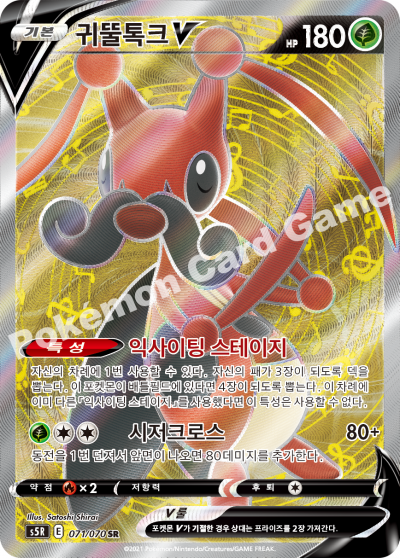 기본 귀뚤톡크 V HP 180
Pokémon Card Game
특성 익사이팅 스테이지
자신의 차례에 1번 사용할 수 있다. 자신의 패가 3장이 되도록 덱을
뽑는다. 이 포켓몬이 배틀필드에 있다면 4장이 되도록 뽑는다. 이 차례에
이미 다른 「익사이팅 스테이지」를 사용했다면 이 특성은 사용할 수 없다.
시저크로스 80+
동전을 1번 던져서 앞면이 나오면 80데미지를 추가한다.
약점 ×2 저항력 후퇴
Illus. Satoshi Shirai
V룰
s5R E 071/070 SR
포켓몬 V가 기절한 경우 상대는 프라이즈를 2장 가져간다.
©2021 Pokémon/Nintendo/Creatures/GAME FREAK.